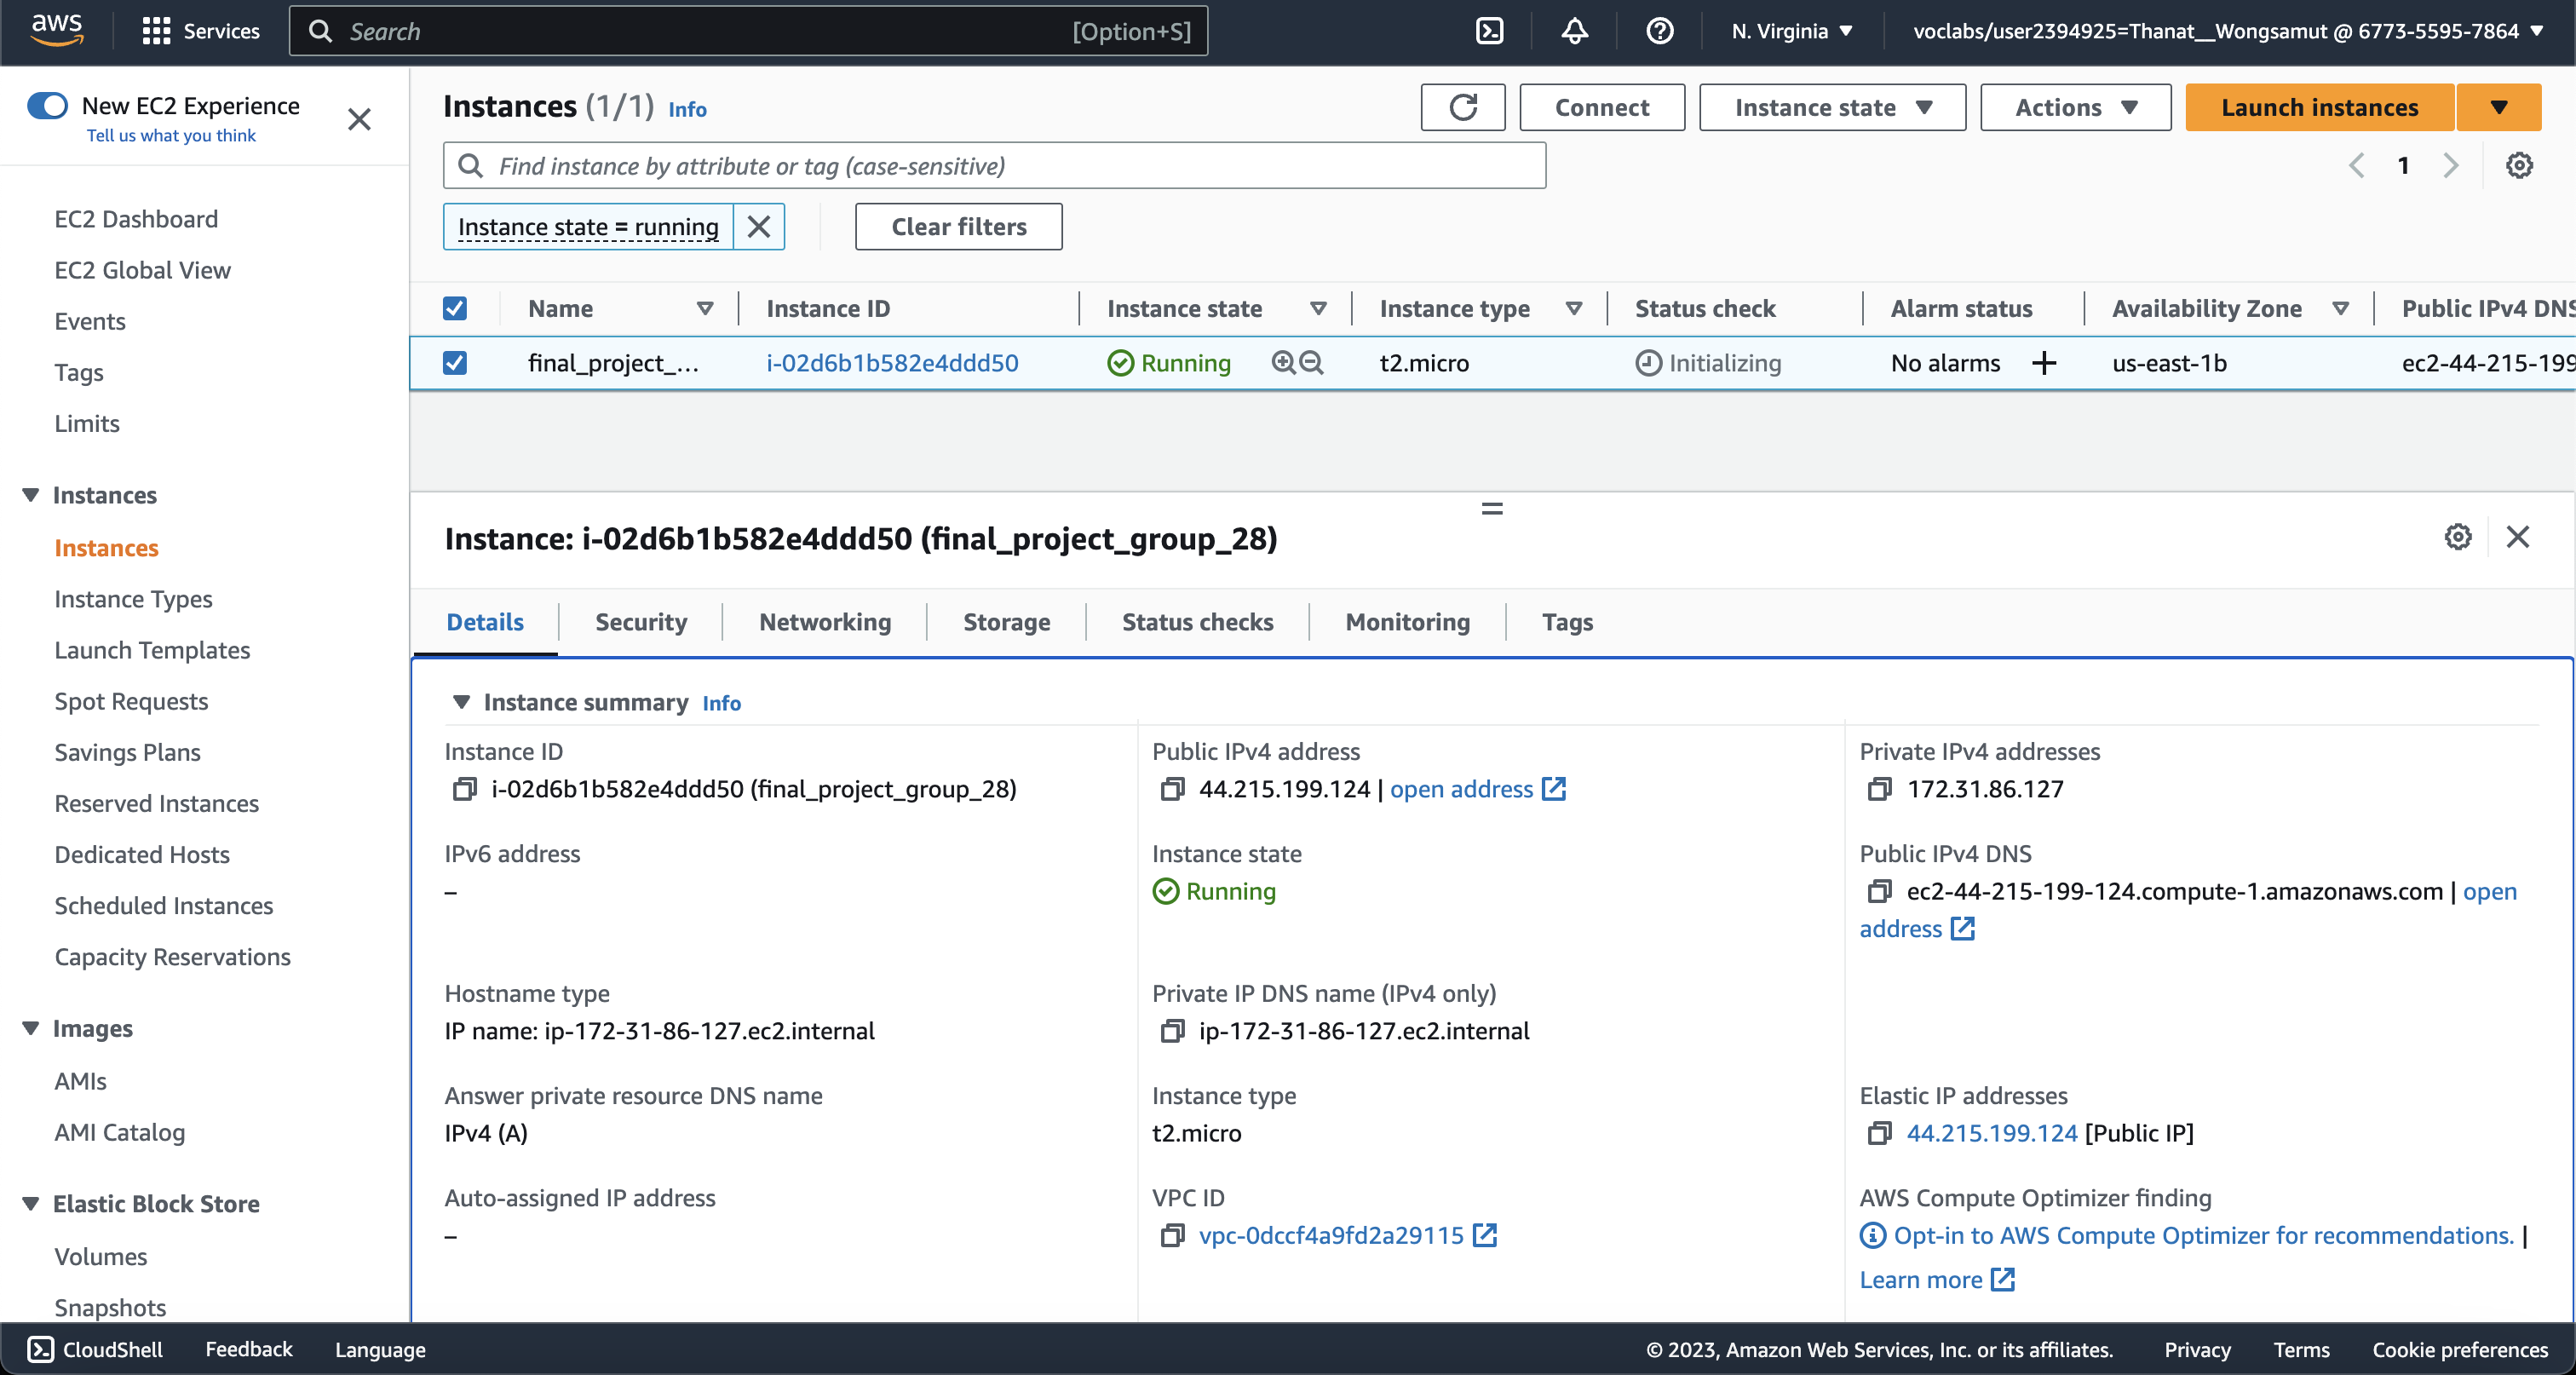 aws
Services
Search
[Option+S]
N. Virginia
voclabs/user2394925=Thanat__Wongsamut @ 6773-5595-7864
New EC2 Experience
Tell us what you think
EC2 Dashboard
EC2 Global View
Events
Tags
Limits
Instances
Instances
Instance Types
Launch Templates
Spot Requests
Savings Plans
Reserved Instances
Dedicated Hosts
Scheduled Instances
Capacity Reservations
Images
AMIs
AMI Catalog
Elastic Block Store
Volumes
Snapshots
Instances (1/1) Info
Connect
Instance state
Actions
Launch instances
Find instance by attribute or tag (case-sensitive)
1
Instance state = running
Clear filters
Name Instance ID Instance state Instance type Status check Alarm status Availability Zone Public IPv4 DNS
final_project_... i-02d6b1b582e4ddd50 Running t2.micro Initializing No alarms us-east-1b ec2-44-215-199
Instance: i-02d6b1b582e4ddd50 (final_project_group_28)
Details Security Networking Storage Status checks Monitoring Tags
Instance summary Info
Instance ID
i-02d6b1b582e4ddd50 (final_project_group_28)
Public IPv4 address
44.215.199.124 | open address
Private IPv4 addresses
172.31.86.127
IPv6 address
–
Instance state
Running
Public IPv4 DNS
ec2-44-215-199-124.compute-1.amazonaws.com | open
address
Hostname type
IP name: ip-172-31-86-127.ec2.internal
Private IP DNS name (IPv4 only)
ip-172-31-86-127.ec2.internal
Answer private resource DNS name
IPv4 (A)
Instance type
t2.micro
Elastic IP addresses
44.215.199.124 [Public IP]
Auto-assigned IP address
–
VPC ID
vpc-0dccf4a9fd2a29115
AWS Compute Optimizer finding
Opt-in to AWS Compute Optimizer for recommendations. |
Learn more
CloudShell
Feedback
Language
© 2023, Amazon Web Services, Inc. or its affiliates.
Privacy
Terms
Cookie preferences